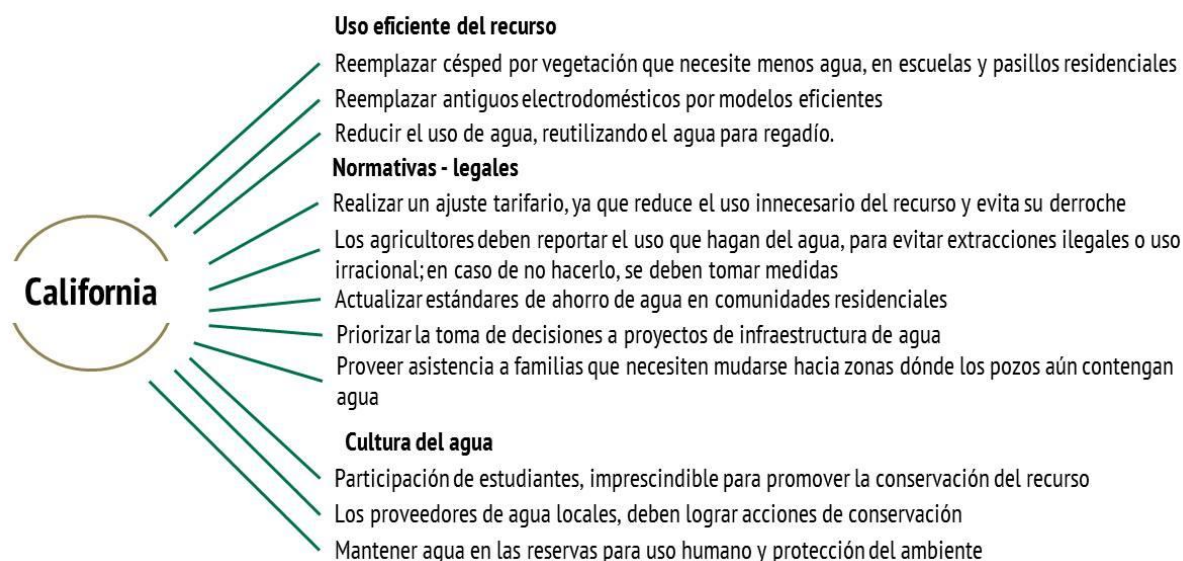 Uso eficiente del recurso
Reemplazar césped por vegetación que necesite menos agua, en escuelas y pasillos residenciales
Reemplazar antiguos electrodomésticos por modelos eficientes
Reducir el uso de agua, reutilizando el agua para regadío.
Normativas - legales
Realizar un ajuste tarifario, ya que reduce el uso innecesario del recurso y evita su derroche
Los agricultores deben reportar el uso que hagan del agua, para evitar extracciones ilegales o uso
irracional; en caso de no hacerlo, se deben tomar medidas
California
Actualizar estándares de ahorro de agua en comunidades residenciales
Priorizar la toma de decisiones a proyectos de infraestructura de agua
Proveer asistencia a familias que necesiten mudarse hacia zonas dónde los pozos aún contengan
agua
Cultura del agua
Participación de estudiantes, imprescindible para promover la conservación del recurso
Los proveedores de agua locales, deben lograr acciones de conservación
Mantener agua en las reservas para uso humano y protección del ambiente